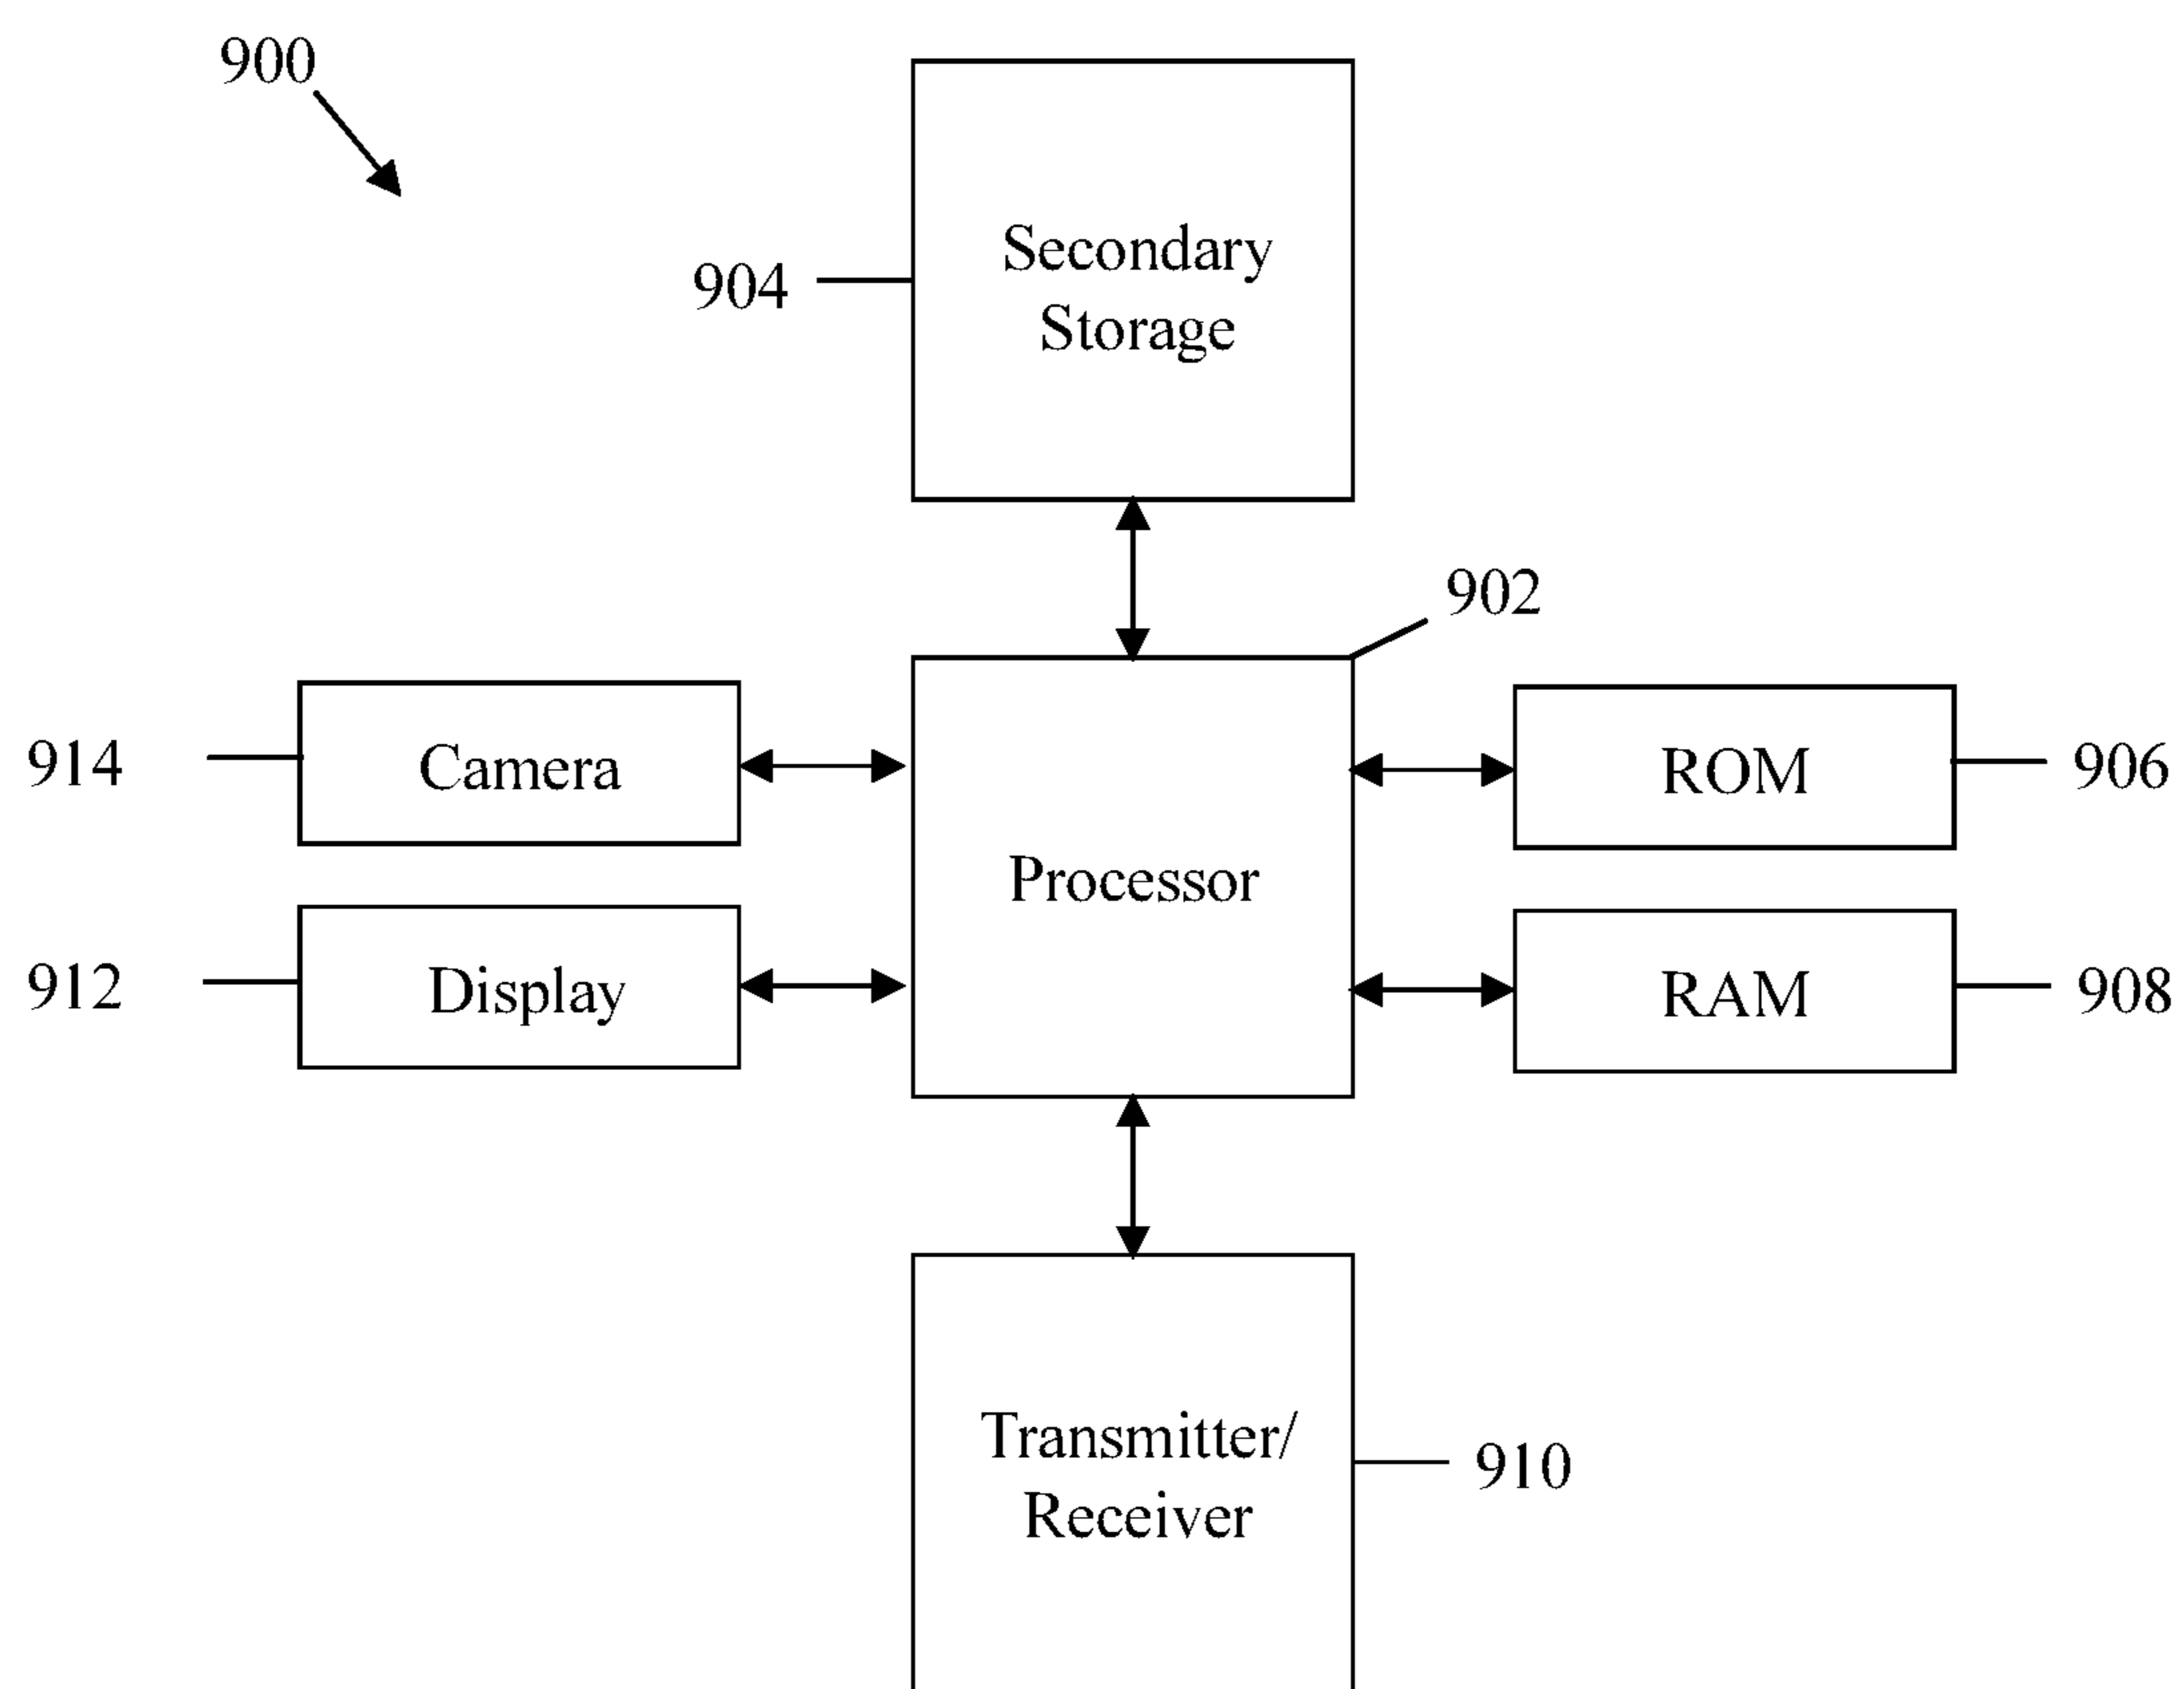 900
Secondary
904
Storage
902
914
Camera
ROM
906
Processor
912
Display
RAM
908
Transmitter/
910
Receiver